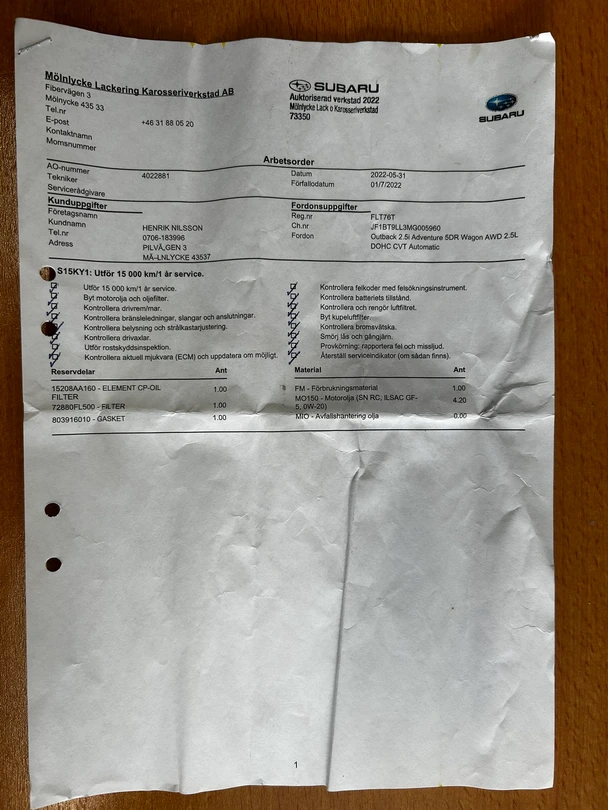 Mölnlycke Lackering Karosseriverkstad AB
Fibervägen 3
Mölnycke 435 33
Tel.nr +46 31 88 05 20
E-post
Kontaktnamn
Momsnummer
SUBARU
Auktoriserad verkstad 2022
Mölnlycke Lack o Karosseriverkstad
73350
SUBARU
Arbetsorder
AO-nummer 4022881
Tekniker
Servicerådgivare
Datum 2022-05-31
Förfallodatum 01/7/2022
Kunduppgifter
Företagsnamn
Kundnamn HENRIK NILSSON
Tel.nr 0706-183996
Adress PILVÄ,GEN 3
MÃ–LNLYCKE 43537
Fordonsuppgifter
Reg.nr FLT76T
Ch.nr JF1BT9LL3MG005960
Fordon Outback 2.5i Adventure 5DR Wagon AWD 2.5L
DOHC CVT Automatic
S15KY1: Utför 15 000 km/1 år service.
Utför 15 000 km/1 år service.
Byt motorolja och oljefilter.
Kontrollera drivrem/mar.
Kontrollera bränsleledningar, slangar och anslutningar.
Kontrollera belysning och strålkastarjustering.
Kontrollera drivaxlar.
Utför rostskyddsinspektion.
Kontrollera aktuell mjukvara (ECM) och uppdatera om möjligt.
Kontrollera felkoder med felsökningsinstrument.
Kontrollera batteriets tillstånd.
Kontrollera och rengör luftfiltret.
Byt kupeluftfilter.
Kontrollera bromsvätska.
Smörj lås och gångjärn.
Provkörning: rapportera fel och missljud.
Återställ serviceindikator (om sådan finns).
Reservdelar Ant
15208AA160 - ELEMENT CP-OIL 1.00
FILTER
72880FL500 - FILTER 1.00
803916010 - GASKET 1.00
Material Ant
FM - Förbrukningsmaterial 1.00
MO150 - Motorolja (SN RC, ILSAC GF- 4.20
5, 0W-20)
MIO - Avfallshantering olja 0.00
1